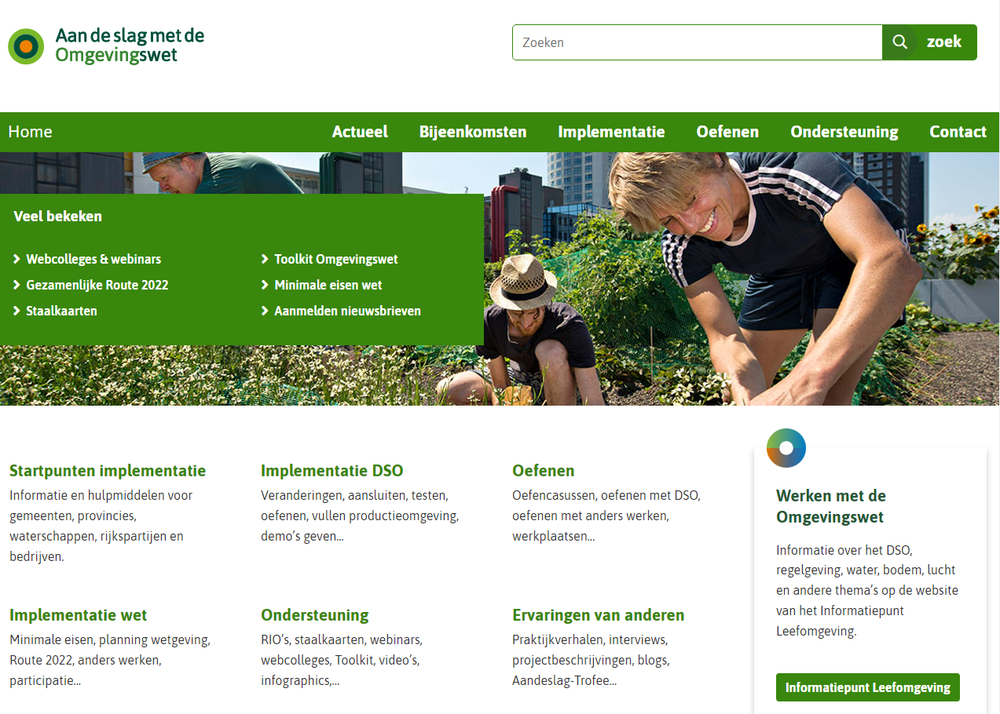 Aan de slag met de
Omgevingswet
Zoeken
zoek
Home
Actueel
Bijeenkomsten
Implementatie
Oefenen
Ondersteuning
Contact
Veel bekeken
Webcolleges & webinars
Gezamenlijke Route 2022
Staalkaarten
Toolkit Omgevingswet
Minimale eisen wet
Aanmelden nieuwsbrieven
Startpunten implementatie
Informatie en hulpmiddelen voor
gemeenten, provincies,
waterschappen, rijkspartijen en
bedrijven.
Implementatie DSO
Veranderingen, aansluiten, testen,
oefenen, vullen productieomgeving,
demo's geven...
Oefenen
Oefencasussen, oefenen met DSO,
oefenen met anders werken,
werkplaatsen...
Implementatie wet
Minimale eisen, planning wetgeving,
Route 2022, anders werken,
participatie...
Ondersteuning
RIO's, staalkaarten, webinars,
webcolleges, Toolkit, video's,
infographics,...
Ervaringen van anderen
Praktijkverhalen, interviews,
projectbeschrijvingen, blogs,
Aandeslag-Trofee...
Werken met de
Omgevingswet
Informatie over het DSO,
regelgeving, water, bodem, lucht
en andere thema's op de website
van het Informatiepunt
Leefomgeving.
Informatiepunt Leefomgeving